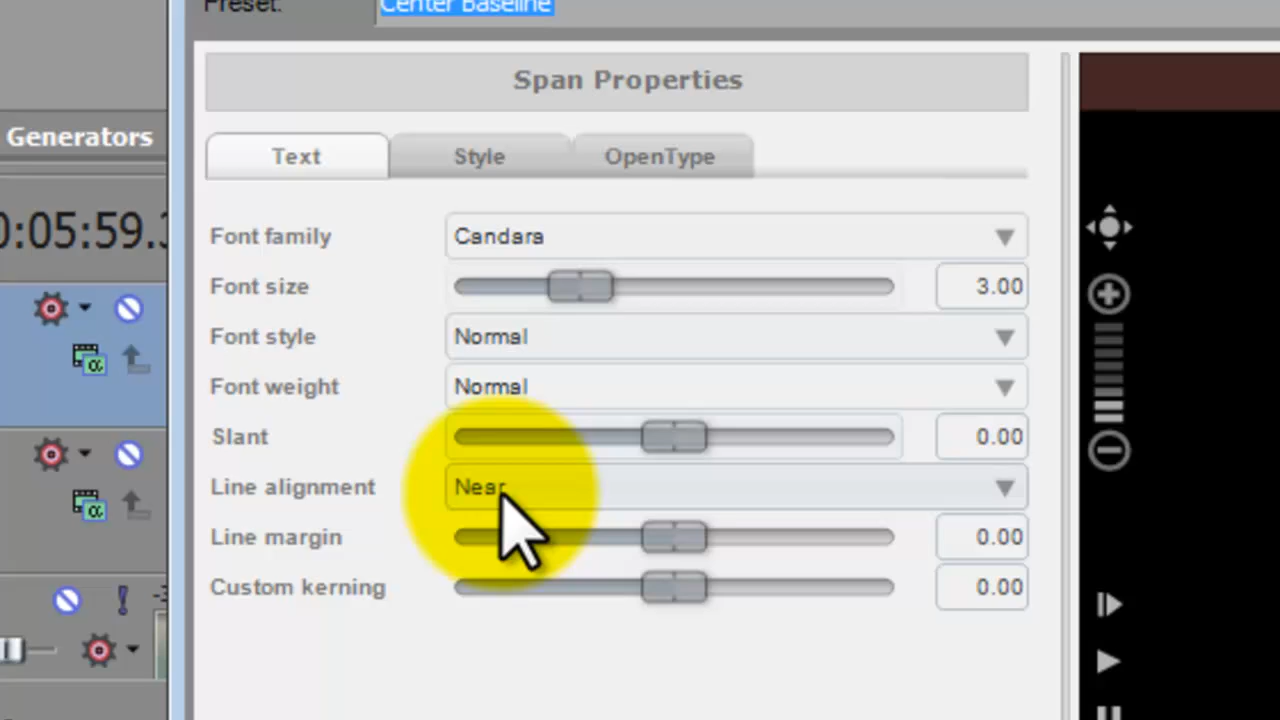 Preset: Center Baseline
Span Properties
Generators
Text Style OpenType
0:05:59.3
Font family Candara
Font size 3.00
Font style Normal
Font weight Normal
Slant 0.00
Line alignment Near
Line margin 0.00
Custom kerning 0.00